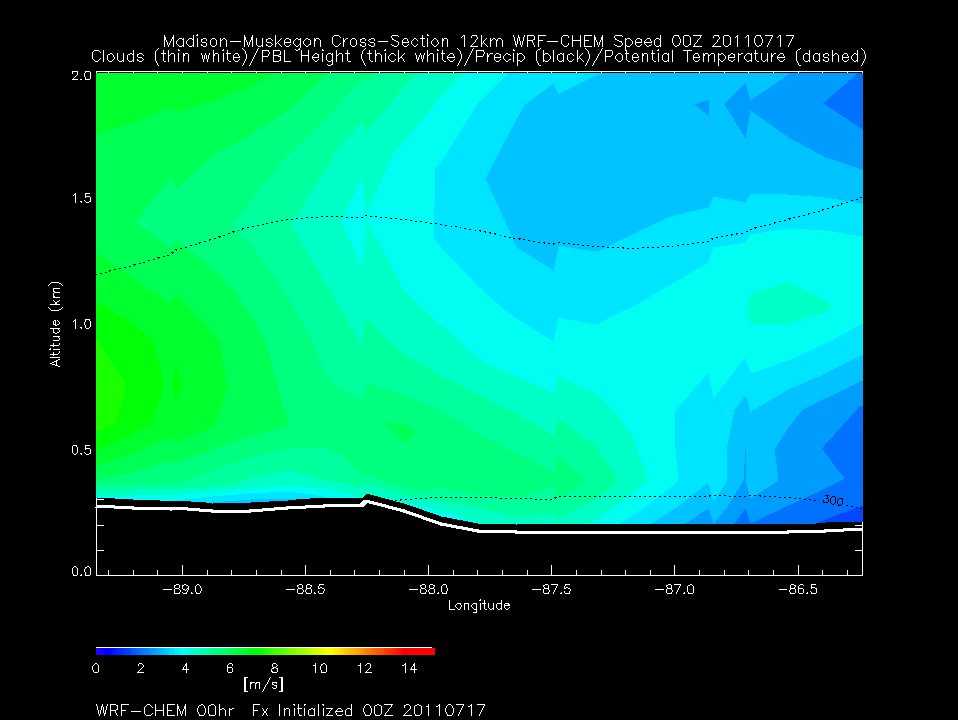 Madison-Muskegon Cross-Section 12km WRF-CHEM Speed 00Z 20110717
Clouds (thin white)/PBL Height (thick white)/Precip (black)/Potential Temperature (dashed)
2.0
1.5
1.0
0.5
0.0
Altitude (km)
300
-89.0 -88.5 -88.0 -87.5 -87.0 -86.5
Longitude
0 2 4 6 8 10 12 14
[m/s]
WRF-CHEM 00hr Fx Initialized 00Z 20110717